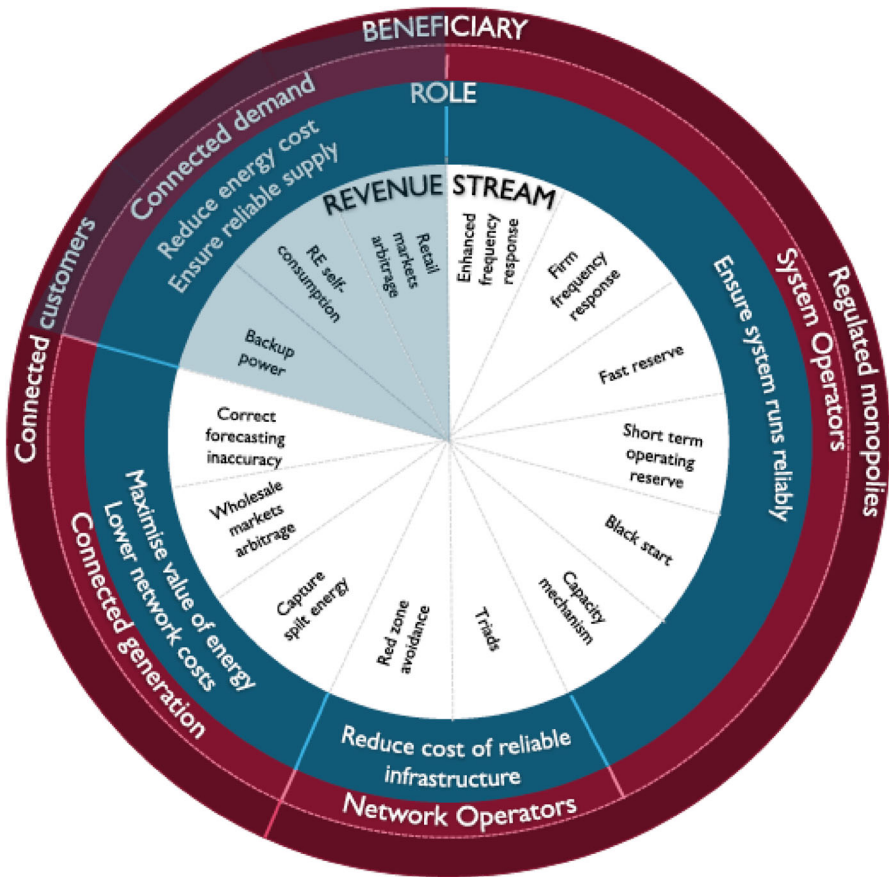 BENEFICIARY
ROLE
REVENUE STREAM
Connected customers
Connected demand
Reduce energy cost
Ensure reliable supply
Regulated monopolies
System Operators
Ensure system runs reliably
Enhanced
frequency
response
Firm
frequency
response
Fast reserve
Short term
operating
reserve
Black start
Capacity
mechanism
Triads
Red zone
avoidance
Capture
spilt energy
Wholesale
markets
arbitrage
Correct
forecasting
inaccuracy
Backup
power
RE self-
consumption
Retail
markets
arbitrage
Maximise value of energy
Lower network costs
Connected generation
Reduce cost of reliable
infrastructure
Network Operators